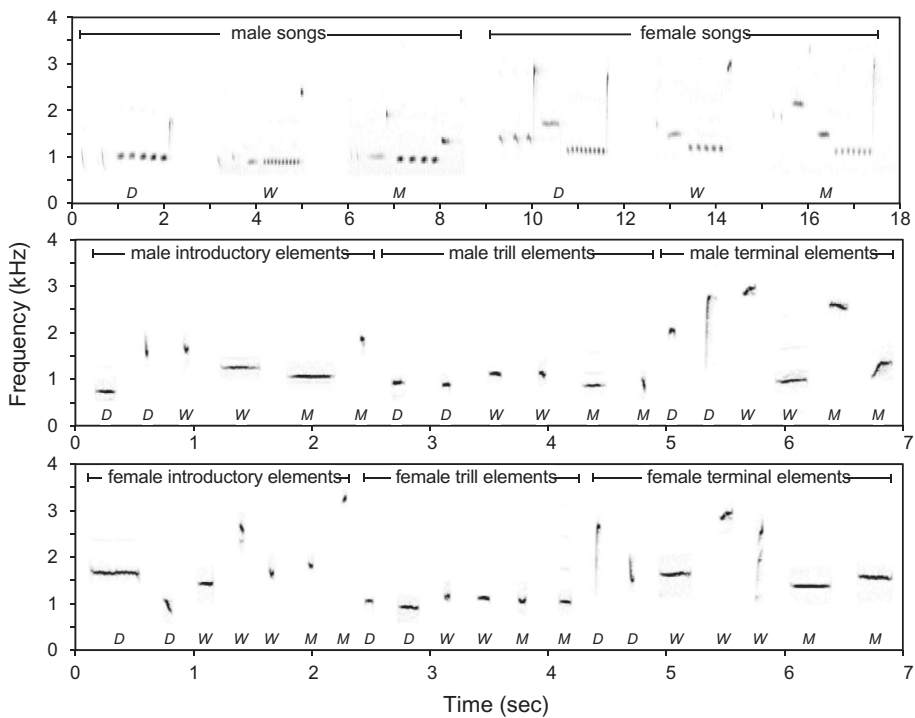 4
male songs
female songs
3
2
1
D W M D W M
0
0 2 4 6 8 10 12 14 16 18
4
male introductory elements
male trill elements
male terminal elements
3
2
1
D D W W M M D D W W M M D D W W M M
0
0 1 2 3 4 5 6 7
4
female introductory elements
female trill elements
female terminal elements
3
2
1
D D W W W M M D D W W M M D D W W W M M
0
0 1 2 3 4 5 6 7
Frequency (kHz)
Time (sec)